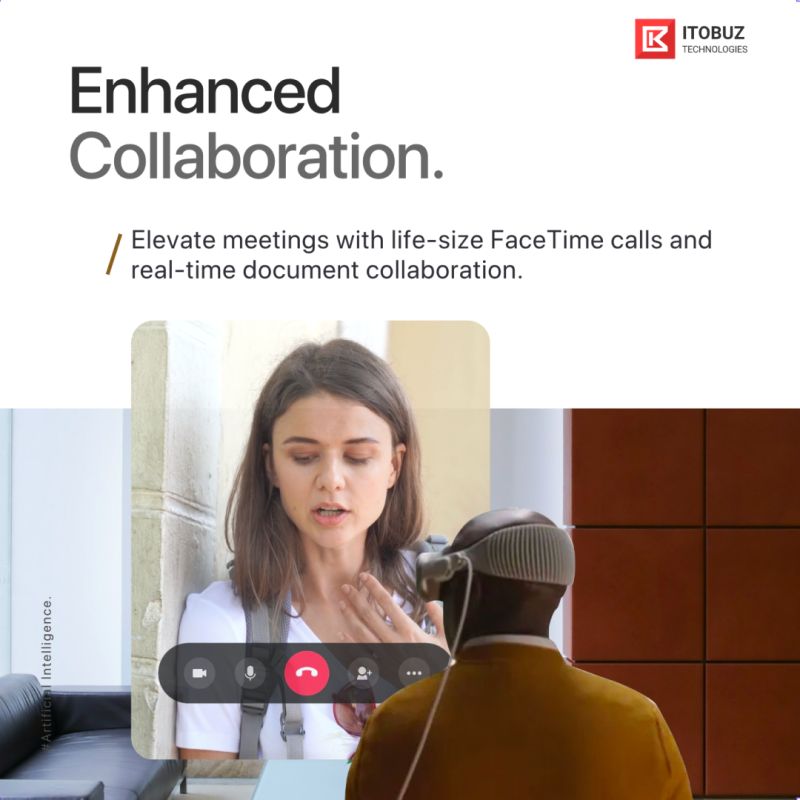 ITOBUZ
TECHNOLOGIES
Enhanced
Collaboration.
Elevate meetings with life-size FaceTime calls and
real-time document collaboration.
#Artificial Intelligence.